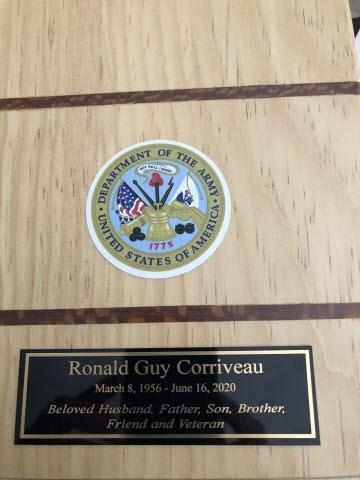 DEPARTMENT OF THE ARMY
UNITED STATES OF AMERICA
1775
Ronald Guy Corriveau
March 8, 1956 - June 16, 2020
Beloved Husband, Father, Son, Brother,
Friend and Veteran